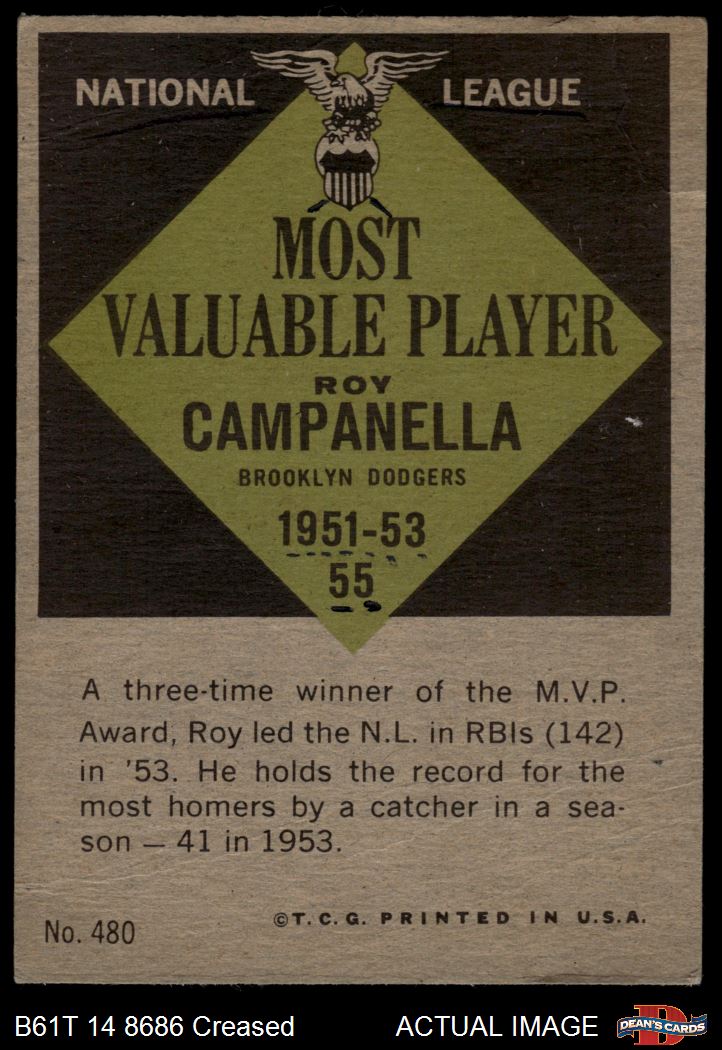 NATIONAL LEAGUE
MOST
VALUABLE PLAYER
ROY
CAMPANELLA
BROOKLYN DODGERS
1951-53
55
A three-time winner of the M.V.P.
Award, Roy led the N.L. in RBIs (142)
in '53. He holds the record for the
most homers by a catcher in a sea-
son — 41 in 1953.
©T.C.G. PRINTED IN U.S.A.
No. 480
B61T 14 8686 Creased
ACTUAL IMAGE
DEAN'S CARDS